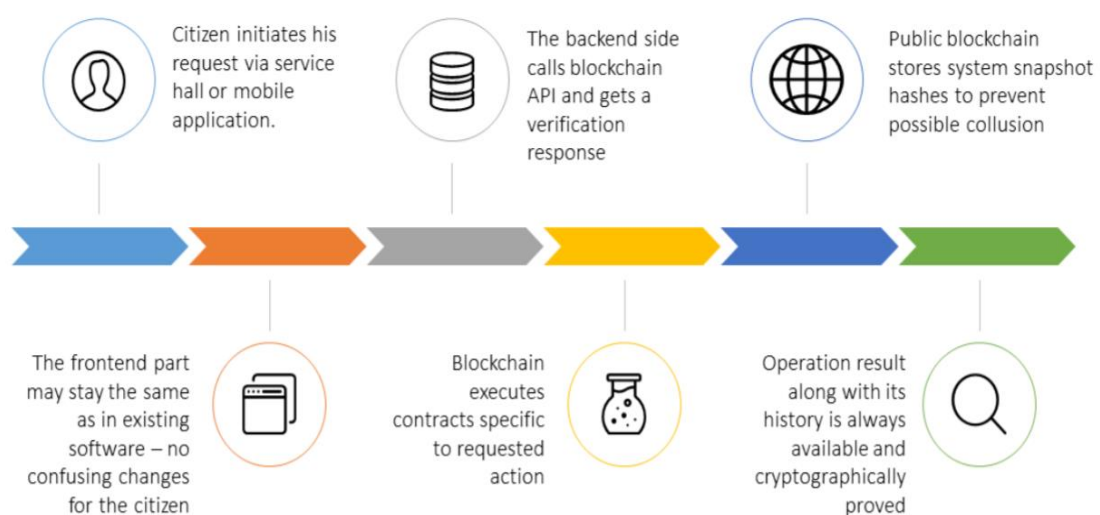 Citizen initiates his
request via service
hall or mobile
application.
The frontend part
may stay the same
as in existing
software – no
confusing changes
for the citizen
The backend side
calls blockchain
API and gets a
verification
response
Blockchain
executes
contracts specific
to requested
action
Public blockchain
stores system snapshot
hashes to prevent
possible collusion
Operation result
along with its
history is always
available and
cryptographically
proved